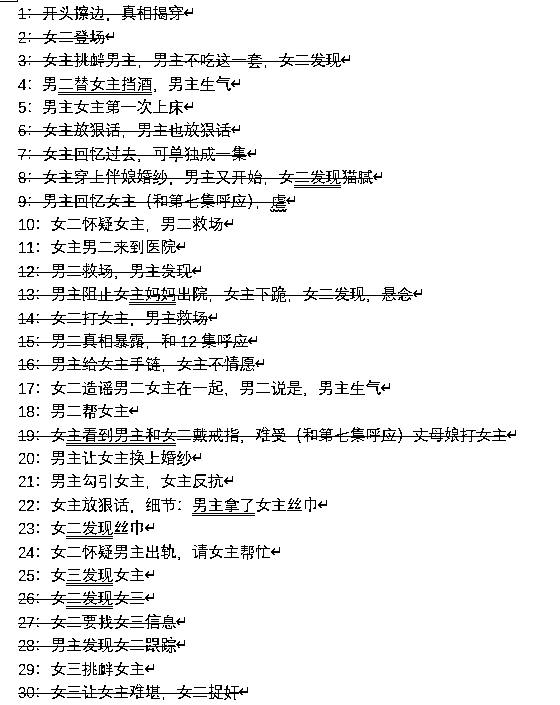 1：开头擦边，真相揭穿
2：女二登场
3：女主挑衅男主，男主不吃这一套，女二发现
4：男二替女主挡酒，男主生气
5：男主女主第一次上床
6：女主放狠话，男主也放狠话
7：女主回忆过去，可单独成一集
8：女主穿上伴娘婚纱，男主又开始，女二发现猫腻
9：男主回忆女主（和第七集呼应），虐
10：女二怀疑女主，男二救场
11：女主男二来到医院
12：男二救场，男主发现
13：男主阻止女主妈妈出院，女主下跪，女二发现，悬念
14：女二打女主，男主救场
15：男二真相暴露，和 12 集呼应
16：男主给女主手链，女主不情愿
17：女二造谣男二女主在一起，男二说是，男主生气
18：男二帮女主
19：女主看到男主和女二戴戒指，难受（和第七集呼应）丈母娘打女主
20：男主让女主换上婚纱
21：男主勾引女主，女主反抗
22：女主放狠话，细节：男主拿了女主丝巾
23：女二发现丝巾
24：女二怀疑男主出轨，请女主帮忙
25：女三发现女主
26：女二发现女三
27：女二要找女三信息
28：男主发现女二跟踪
29：女三挑衅女主
30：女三让女主难堪，女二捉奸